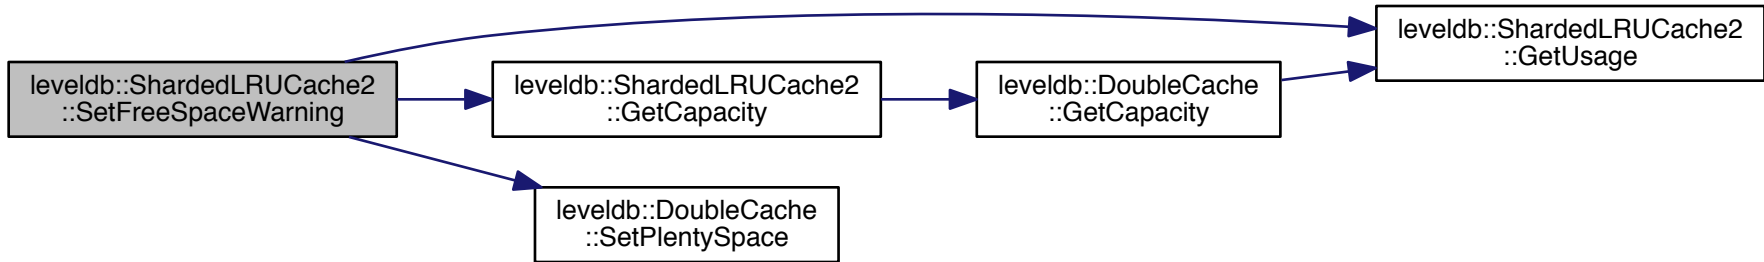 leveldb::ShardedLRUCache2
::SetFreeSpaceWarning
leveldb::ShardedLRUCache2
::GetCapacity
leveldb::DoubleCache
::GetCapacity
leveldb::ShardedLRUCache2
::GetUsage
leveldb::DoubleCache
::SetPlentySpace